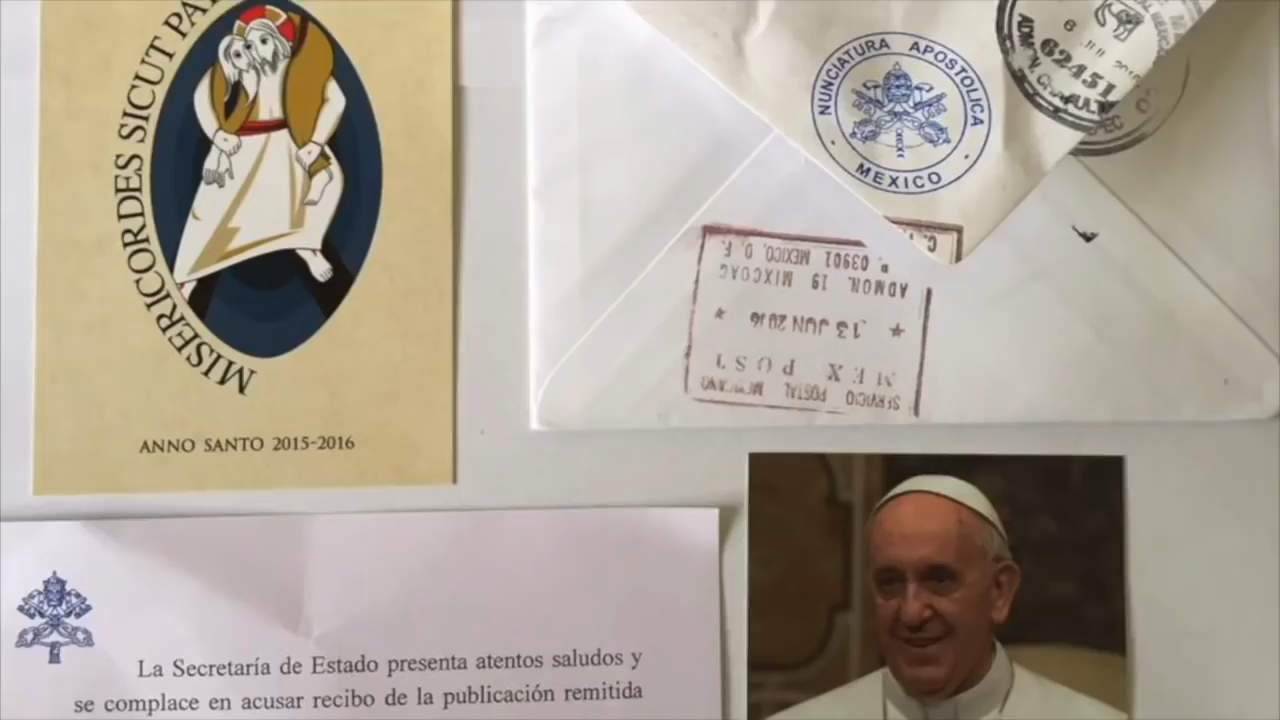 MISERICORDES SICUT PA
ANNO SANTO 2015-2016
NUNCIATURA APOSTOLICA
MEXICO
62451
P. 03901 MEXICO, D. F.
ADMON. 19 MIXCOAC
13 JUN 2016
MEX POST
SERVICIO POSTAL MEXICANO
La Secretaría de Estado presenta atentos saludos y
se complace en acusar recibo de la publicación remitida